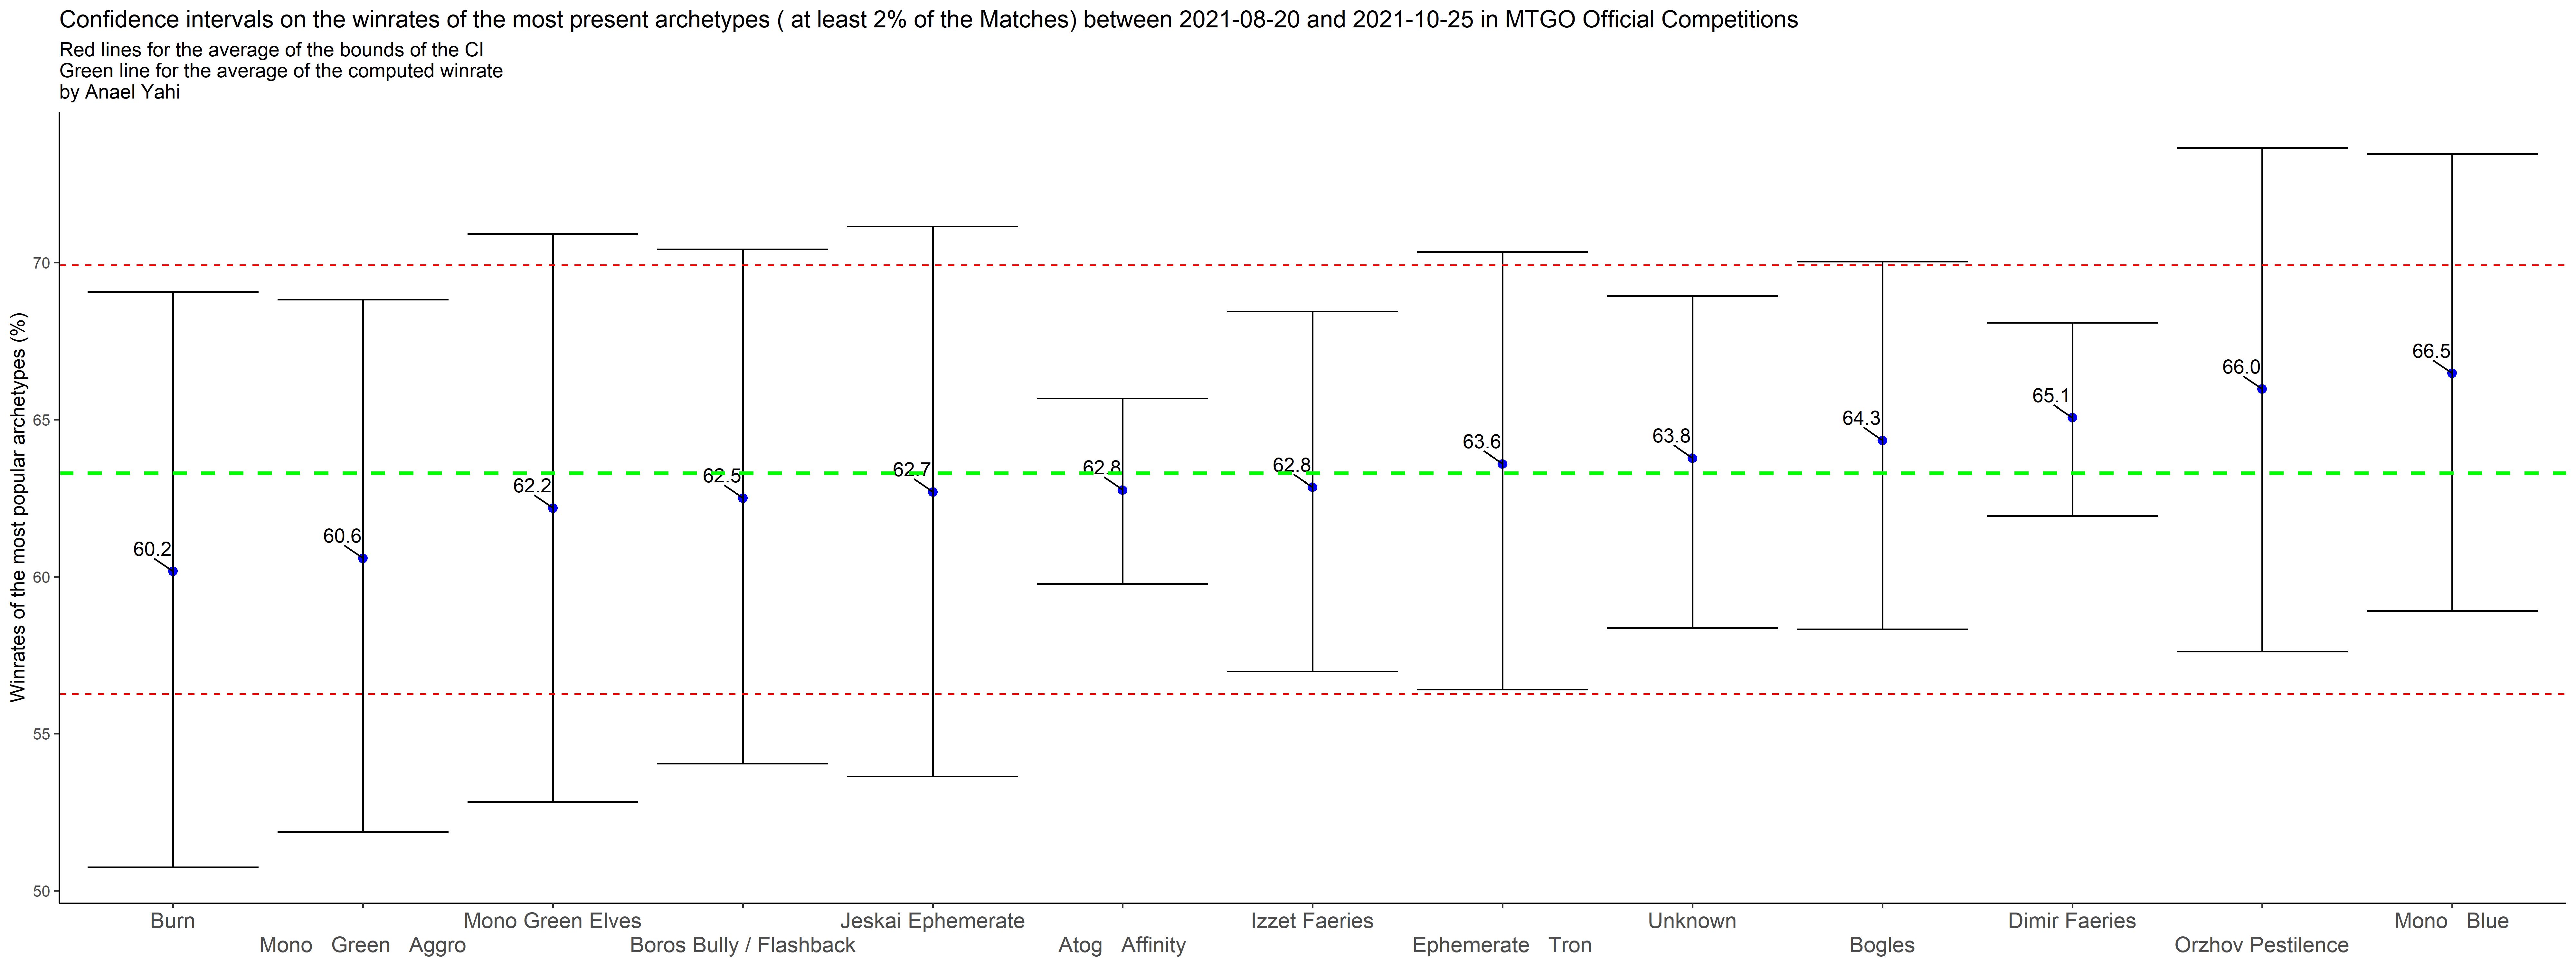 Confidence intervals on the winrates of the most present archetypes ( at least 2% of the Matches) between 2021-08-20 and 2021-10-25 in MTGO Official Competitions
Red lines for the average of the bounds of the CI
Green line for the average of the computed winrate
by Anael Yahi
Winrates of the most popular archetypes (%)
70
65
60
55
50
60.2
60.6
62.2
62.5
62.7
62.8
62.8
63.6
63.8
64.3
65.1
66.0
66.5
Burn
Mono Green Aggro
Mono Green Elves
Boros Bully / Flashback
Jeskai Ephemerate
Atog Affinity
Izzet Faeries
Ephemerate Tron
Unknown
Bogles
Dimir Faeries
Orzhov Pestilence
Mono Blue